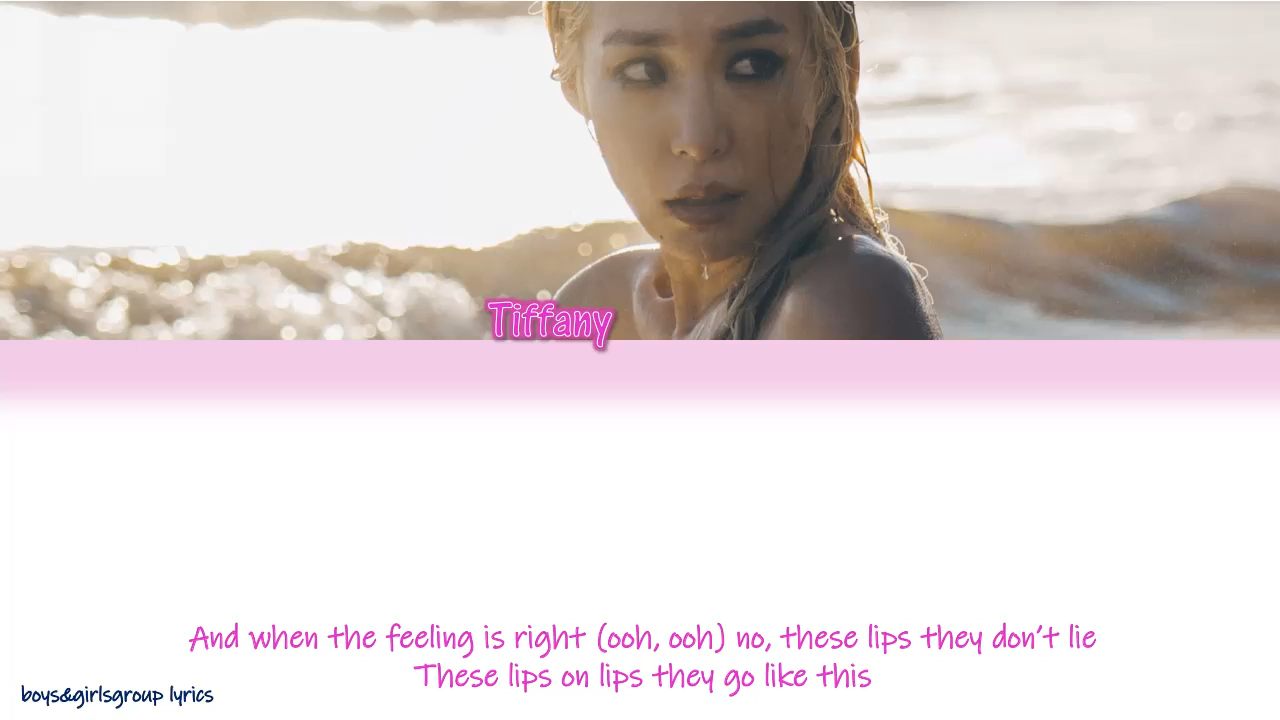 Tiffany
And when the feeling is right (ooh, ooh) no, these lips they don't lie
These lips on lips they go like this
boys&girlsgroup lyrics